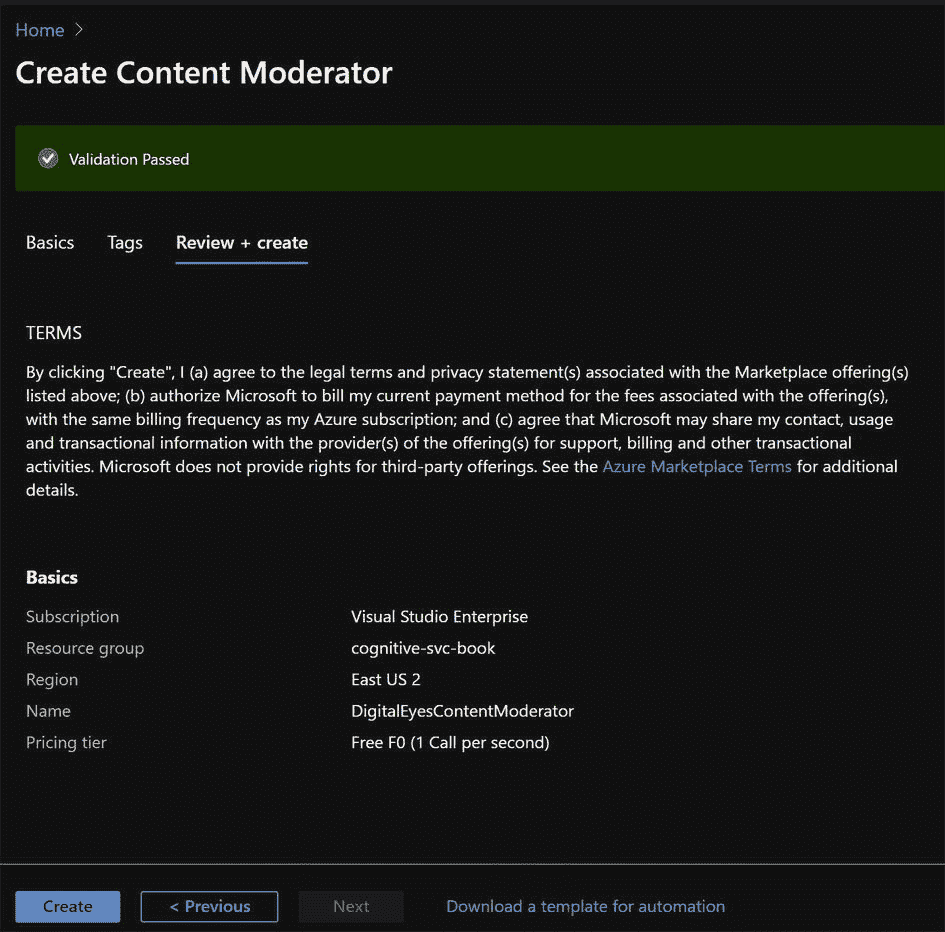 Home >
Create Content Moderator
Validation Passed
Basics Tags Review + create
TERMS
By clicking "Create", I (a) agree to the legal terms and privacy statement(s) associated with the Marketplace offering(s)
listed above; (b) authorize Microsoft to bill my current payment method for the fees associated with the offering(s),
with the same billing frequency as my Azure subscription; and (c) agree that Microsoft may share my contact, usage
and transactional information with the provider(s) of the offering(s) for support, billing and other transactional
activities. Microsoft does not provide rights for third-party offerings. See the Azure Marketplace Terms for additional
details.
Basics
Subscription Visual Studio Enterprise
Resource group cognitive-svc-book
Region East US 2
Name DigitalEyesContentModerator
Pricing tier Free F0 (1 Call per second)
Create < Previous Next Download a template for automation